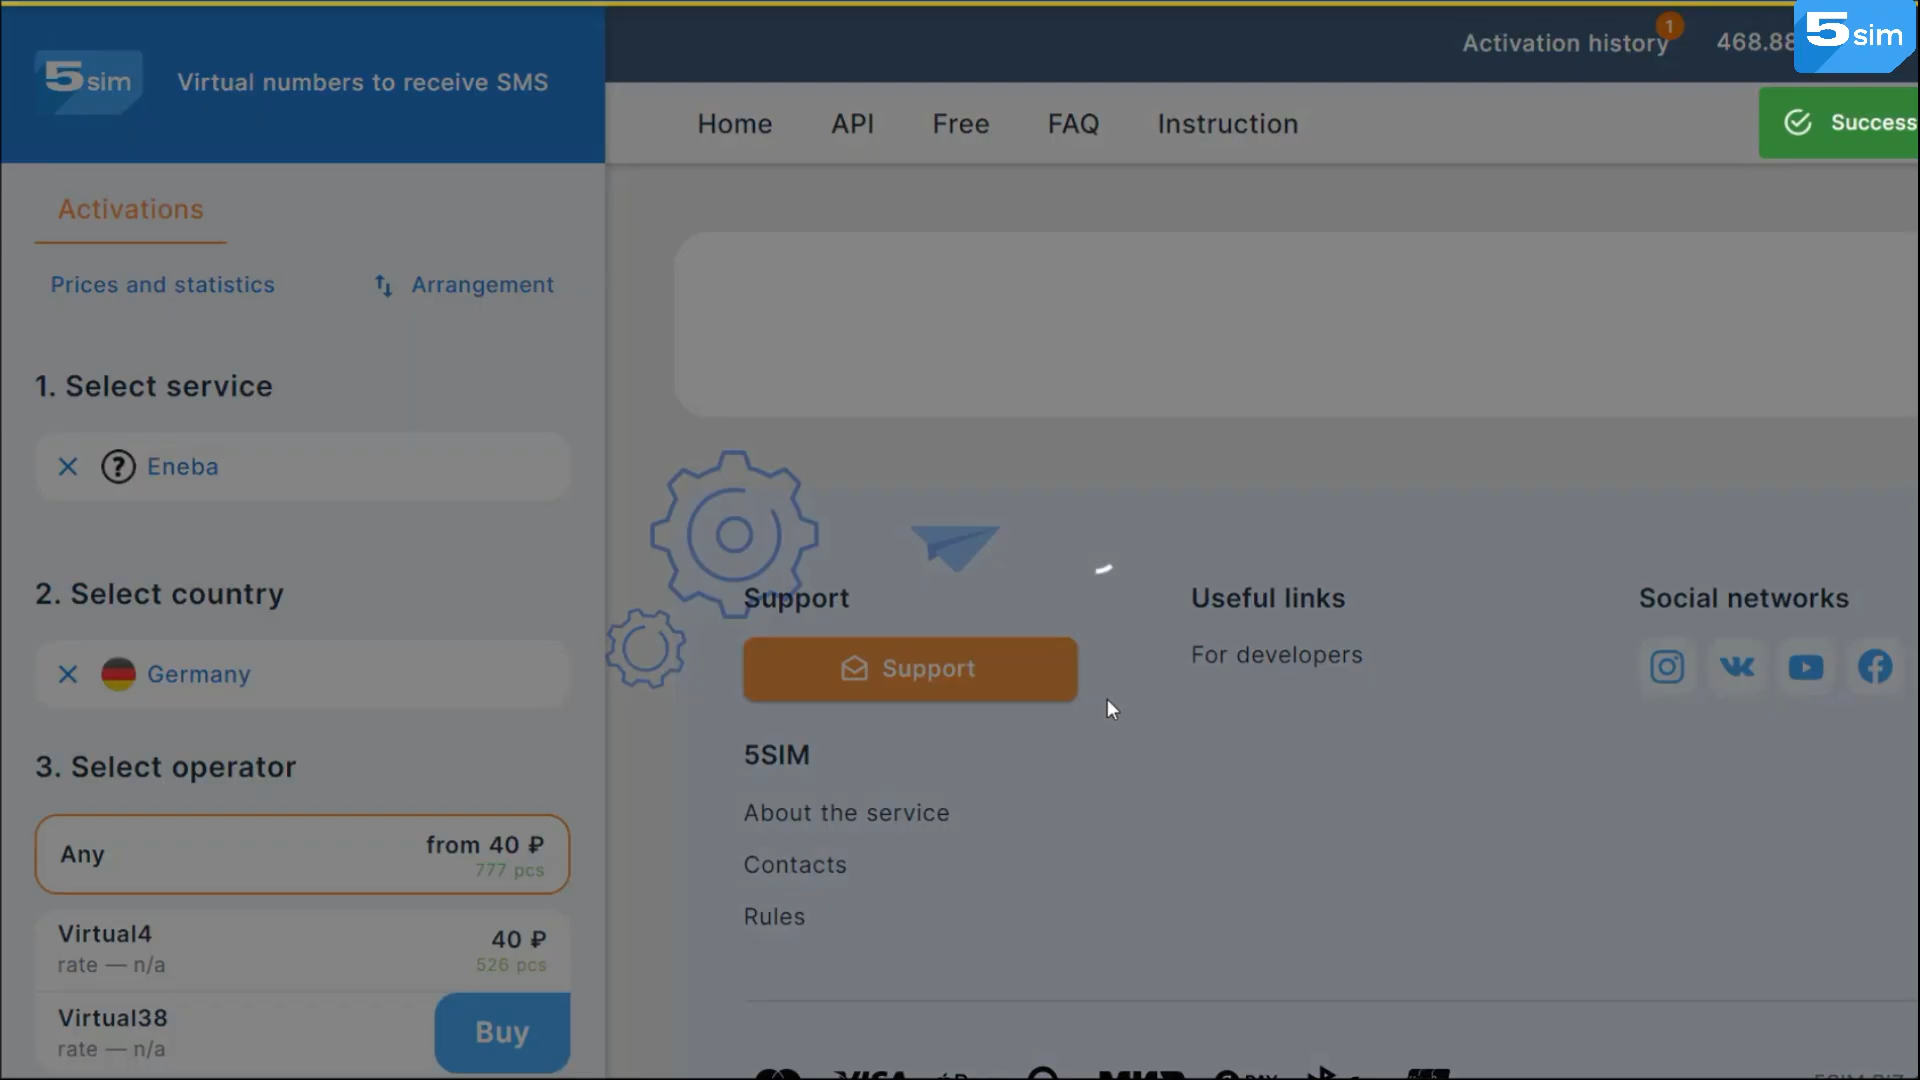 5sim
Virtual numbers to receive SMS
Activation history
1
468.88
5sim
Home
API
Free
FAQ
Instruction
Success
Activations
Prices and statistics
Arrangement
1. Select service
? Eneba
2. Select country
Germany
3. Select operator
Any
from 40 ₽
777 pcs
Virtual4
40 ₽
rate — n/a
526 pcs
Virtual38
rate — n/a
Buy
Support
Support
5SIM
About the service
Contacts
Rules
Useful links
For developers
Social networks
VISA